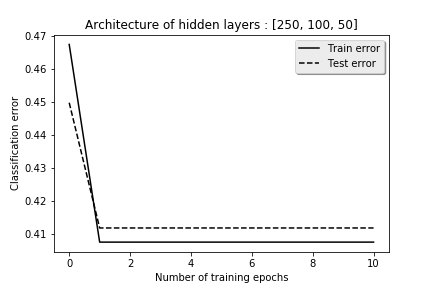 Architecture of hidden layers : [250, 100, 50]
Train error
Test error
Classification error
0.47
0.46
0.45
0.44
0.43
0.42
0.41
0 2 4 6 8 10
Number of training epochs